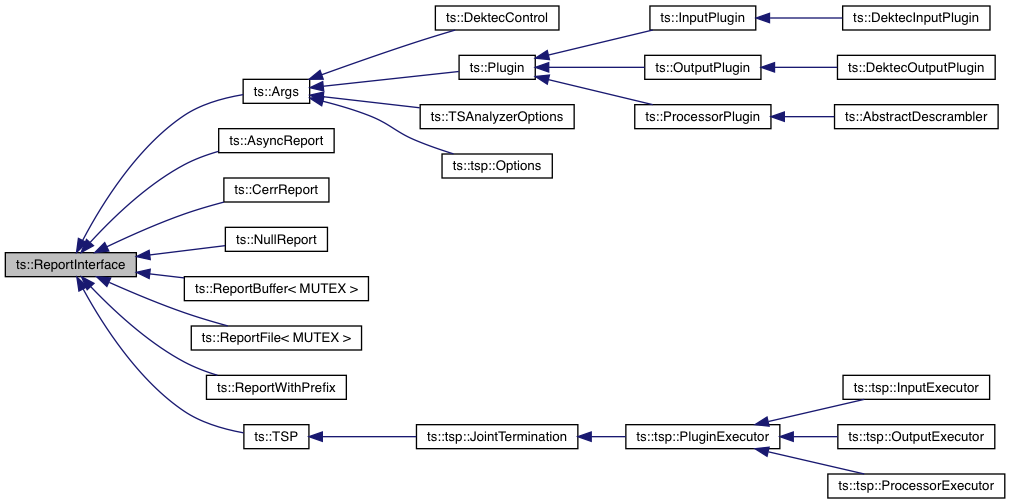 ts::DektecControl
ts::InputPlugin
ts::DektecInputPlugin
ts::Plugin
ts::OutputPlugin
ts::DektecOutputPlugin
ts::Args
ts::TSAnalyzerOptions
ts::ProcessorPlugin
ts::AbstractDescrambler
ts::AsyncReport
ts::tsp::Options
ts::CerrReport
ts::NullReport
ts::ReportInterface
ts::ReportBuffer< MUTEX >
ts::ReportFile< MUTEX >
ts::ReportWithPrefix
ts::tsp::InputExecutor
ts::TSP
ts::tsp::JointTermination
ts::tsp::PluginExecutor
ts::tsp::OutputExecutor
ts::tsp::ProcessorExecutor